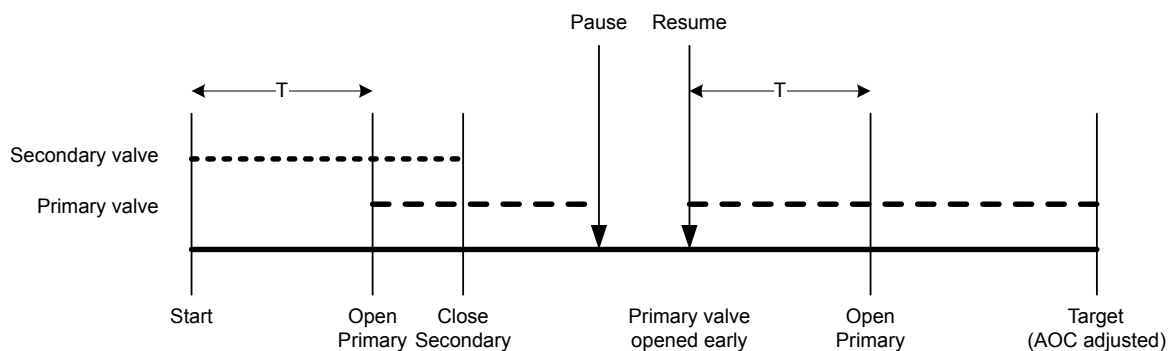 Pause
Resume
T
T
Secondary valve
Primary valve
Start
Open
Primary
Close
Secondary
Primary valve
opened early
Open
Primary
Target
(AOC adjusted)